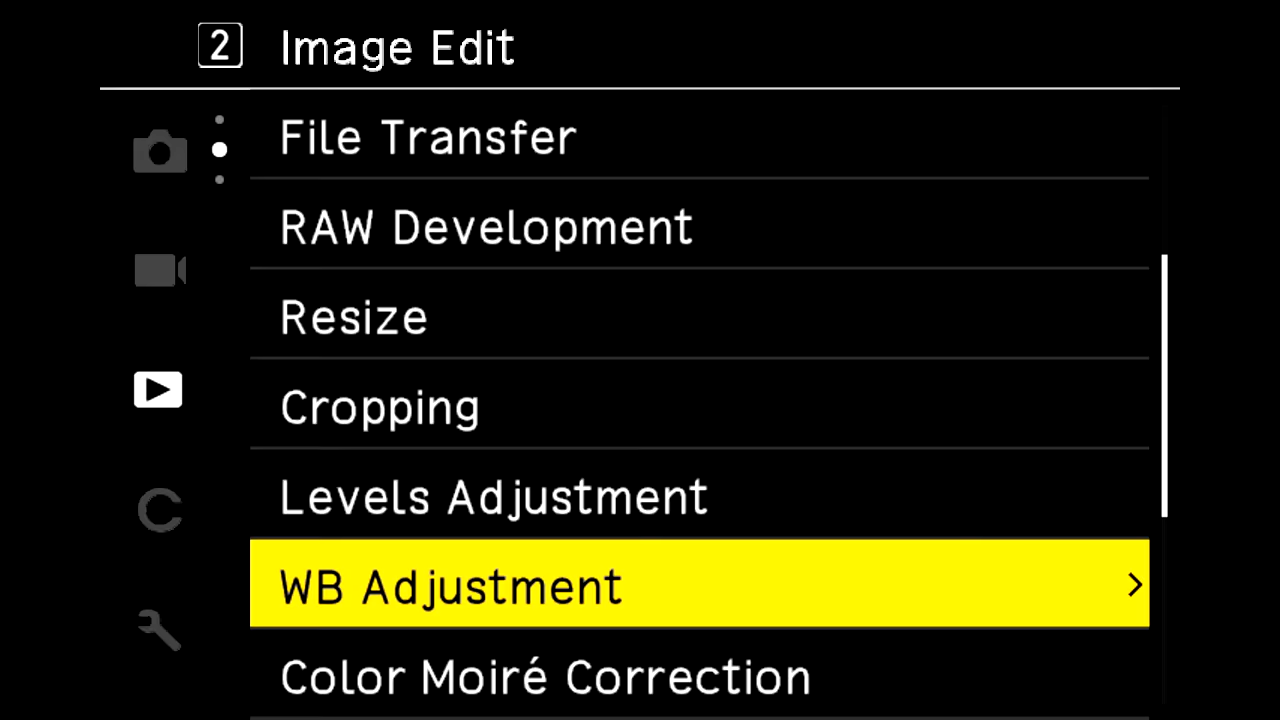 2 Image Edit
File Transfer
RAW Development
Resize
Cropping
Levels Adjustment
WB Adjustment
Color Moiré Correction